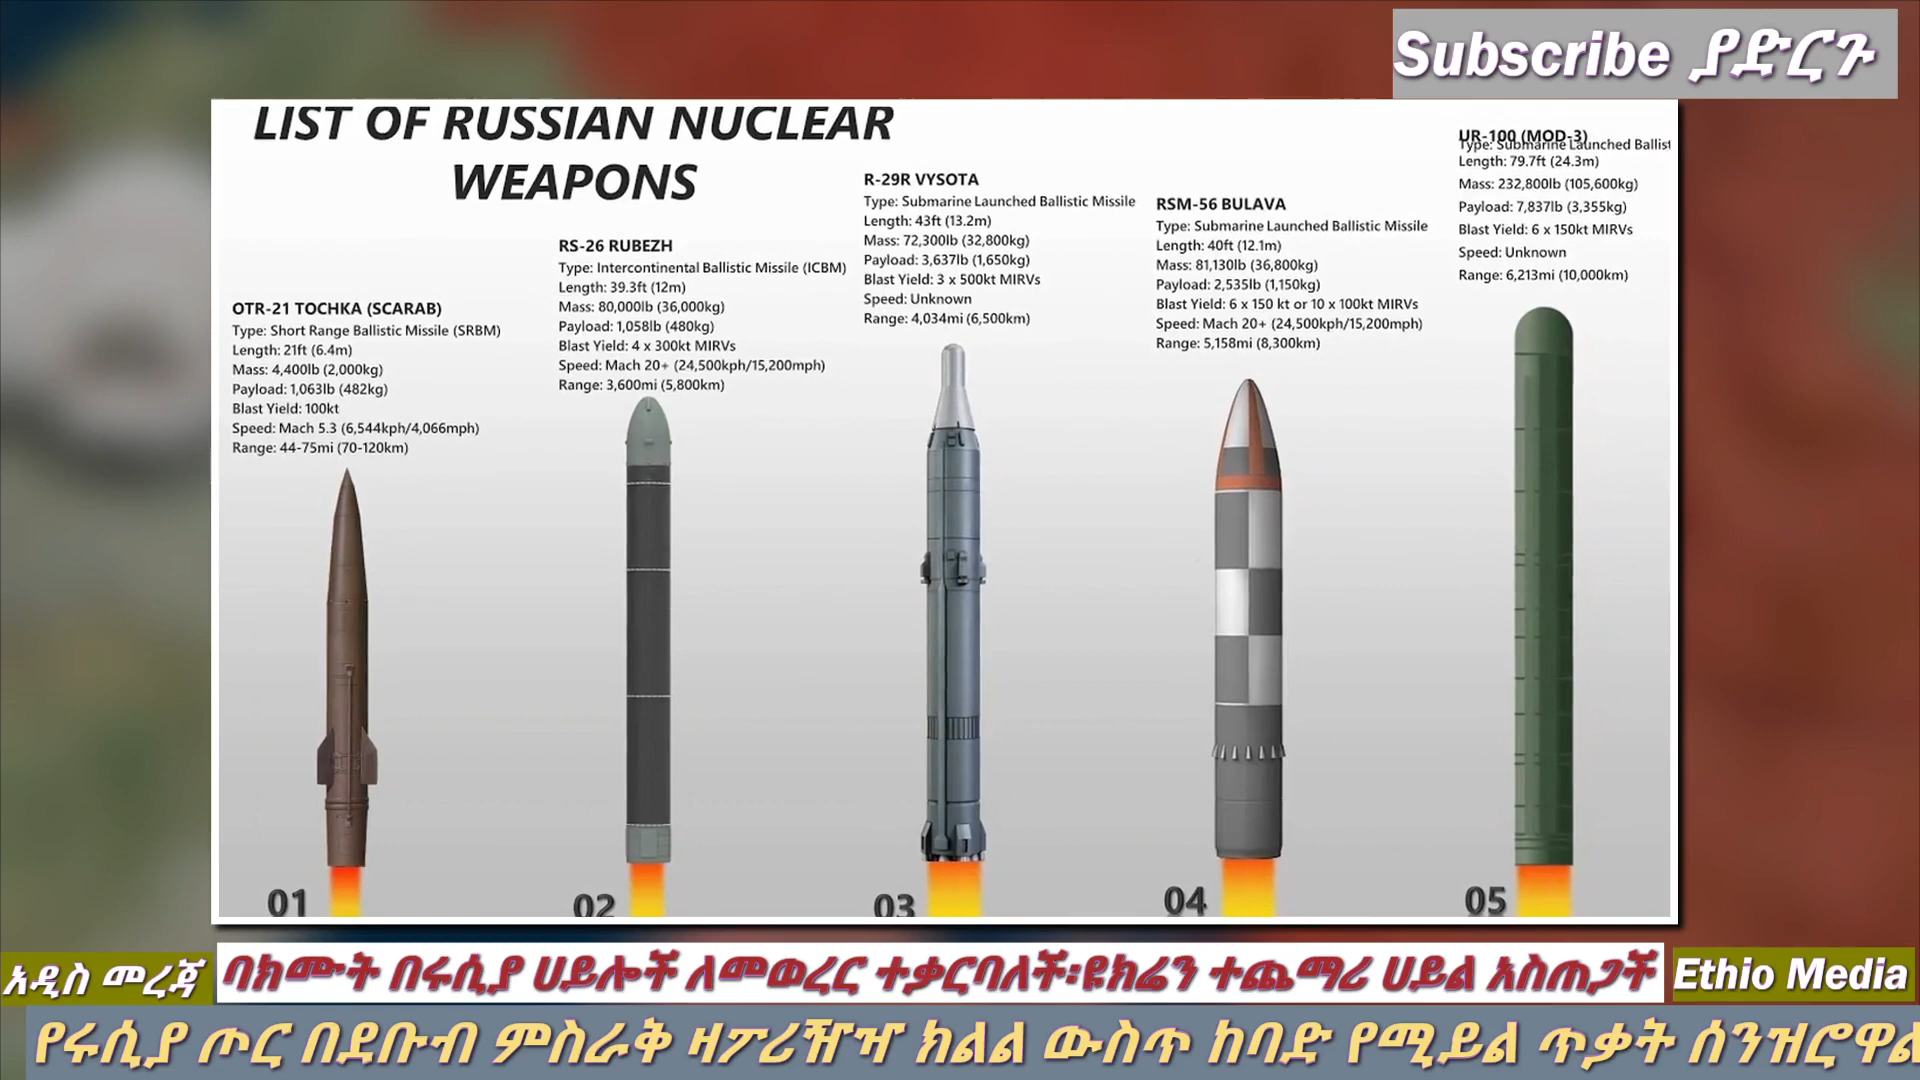 Subscribe ያድርጉ
LIST OF RUSSIAN NUCLEAR
WEAPONS
OTR-21 TOCHKA (SCARAB)
Type: Short Range Ballistic Missile (SRBM)
Length: 21ft (6.4m)
Mass: 4,400lb (2,000kg)
Payload: 1,063lb (482kg)
Blast Yield: 100kt
Speed: Mach 5.3 (6,544kph/4,066mph)
Range: 44-75mi (70-120km)
RS-26 RUBEZH
Type: Intercontinental Ballistic Missile (ICBM)
Length: 39.3ft (12m)
Mass: 80,000lb (36,000kg)
Payload: 1,058lb (480kg)
Blast Yield: 4 x 300kt MIRVs
Speed: Mach 20+ (24,500kph/15,200mph)
Range: 3,600mi (5,800km)
R-29R VYSOTA
Type: Submarine Launched Ballistic Missile
Length: 43ft (13.2m)
Mass: 72,300lb (32,800kg)
Payload: 3,637lb (1,650kg)
Blast Yield: 3 x 500kt MIRVs
Speed: Unknown
Range: 4,034mi (6,500km)
RSM-56 BULAVA
Type: Submarine Launched Ballistic Missile
Length: 40ft (12.1m)
Mass: 81,130lb (36,800kg)
Payload: 2,535lb (1,150kg)
Blast Yield: 6 x 150 kt or 10 x 100kt MIRVs
Speed: Mach 20+ (24,500kph/15,200mph)
Range: 5,158mi (8,300km)
UR-100 (MOD-3)
Type: Submarine Launched Ballist
Length: 79.7ft (24.3m)
Mass: 232,800lb (105,600kg)
Payload: 7,837lb (3,355kg)
Blast Yield: 6 x 150kt MIRVs
Speed: Unknown
Range: 6,213mi (10,000km)
01
02
03
04
05
አዲስ መረጃ
ባክሙት በሩሲያ ሀይሎች ለመወረር ተቃርባለች፡ዩክሬን ተጨማሪ ሀይል አስጠጋች
Ethio Media
የሩሲያ ጦር በደቡብ ምስራቅ ዛፖሪዥዣ ክልል ውስጥ ከባድ የሚይል ጥቃት ሰንዝሮዋል